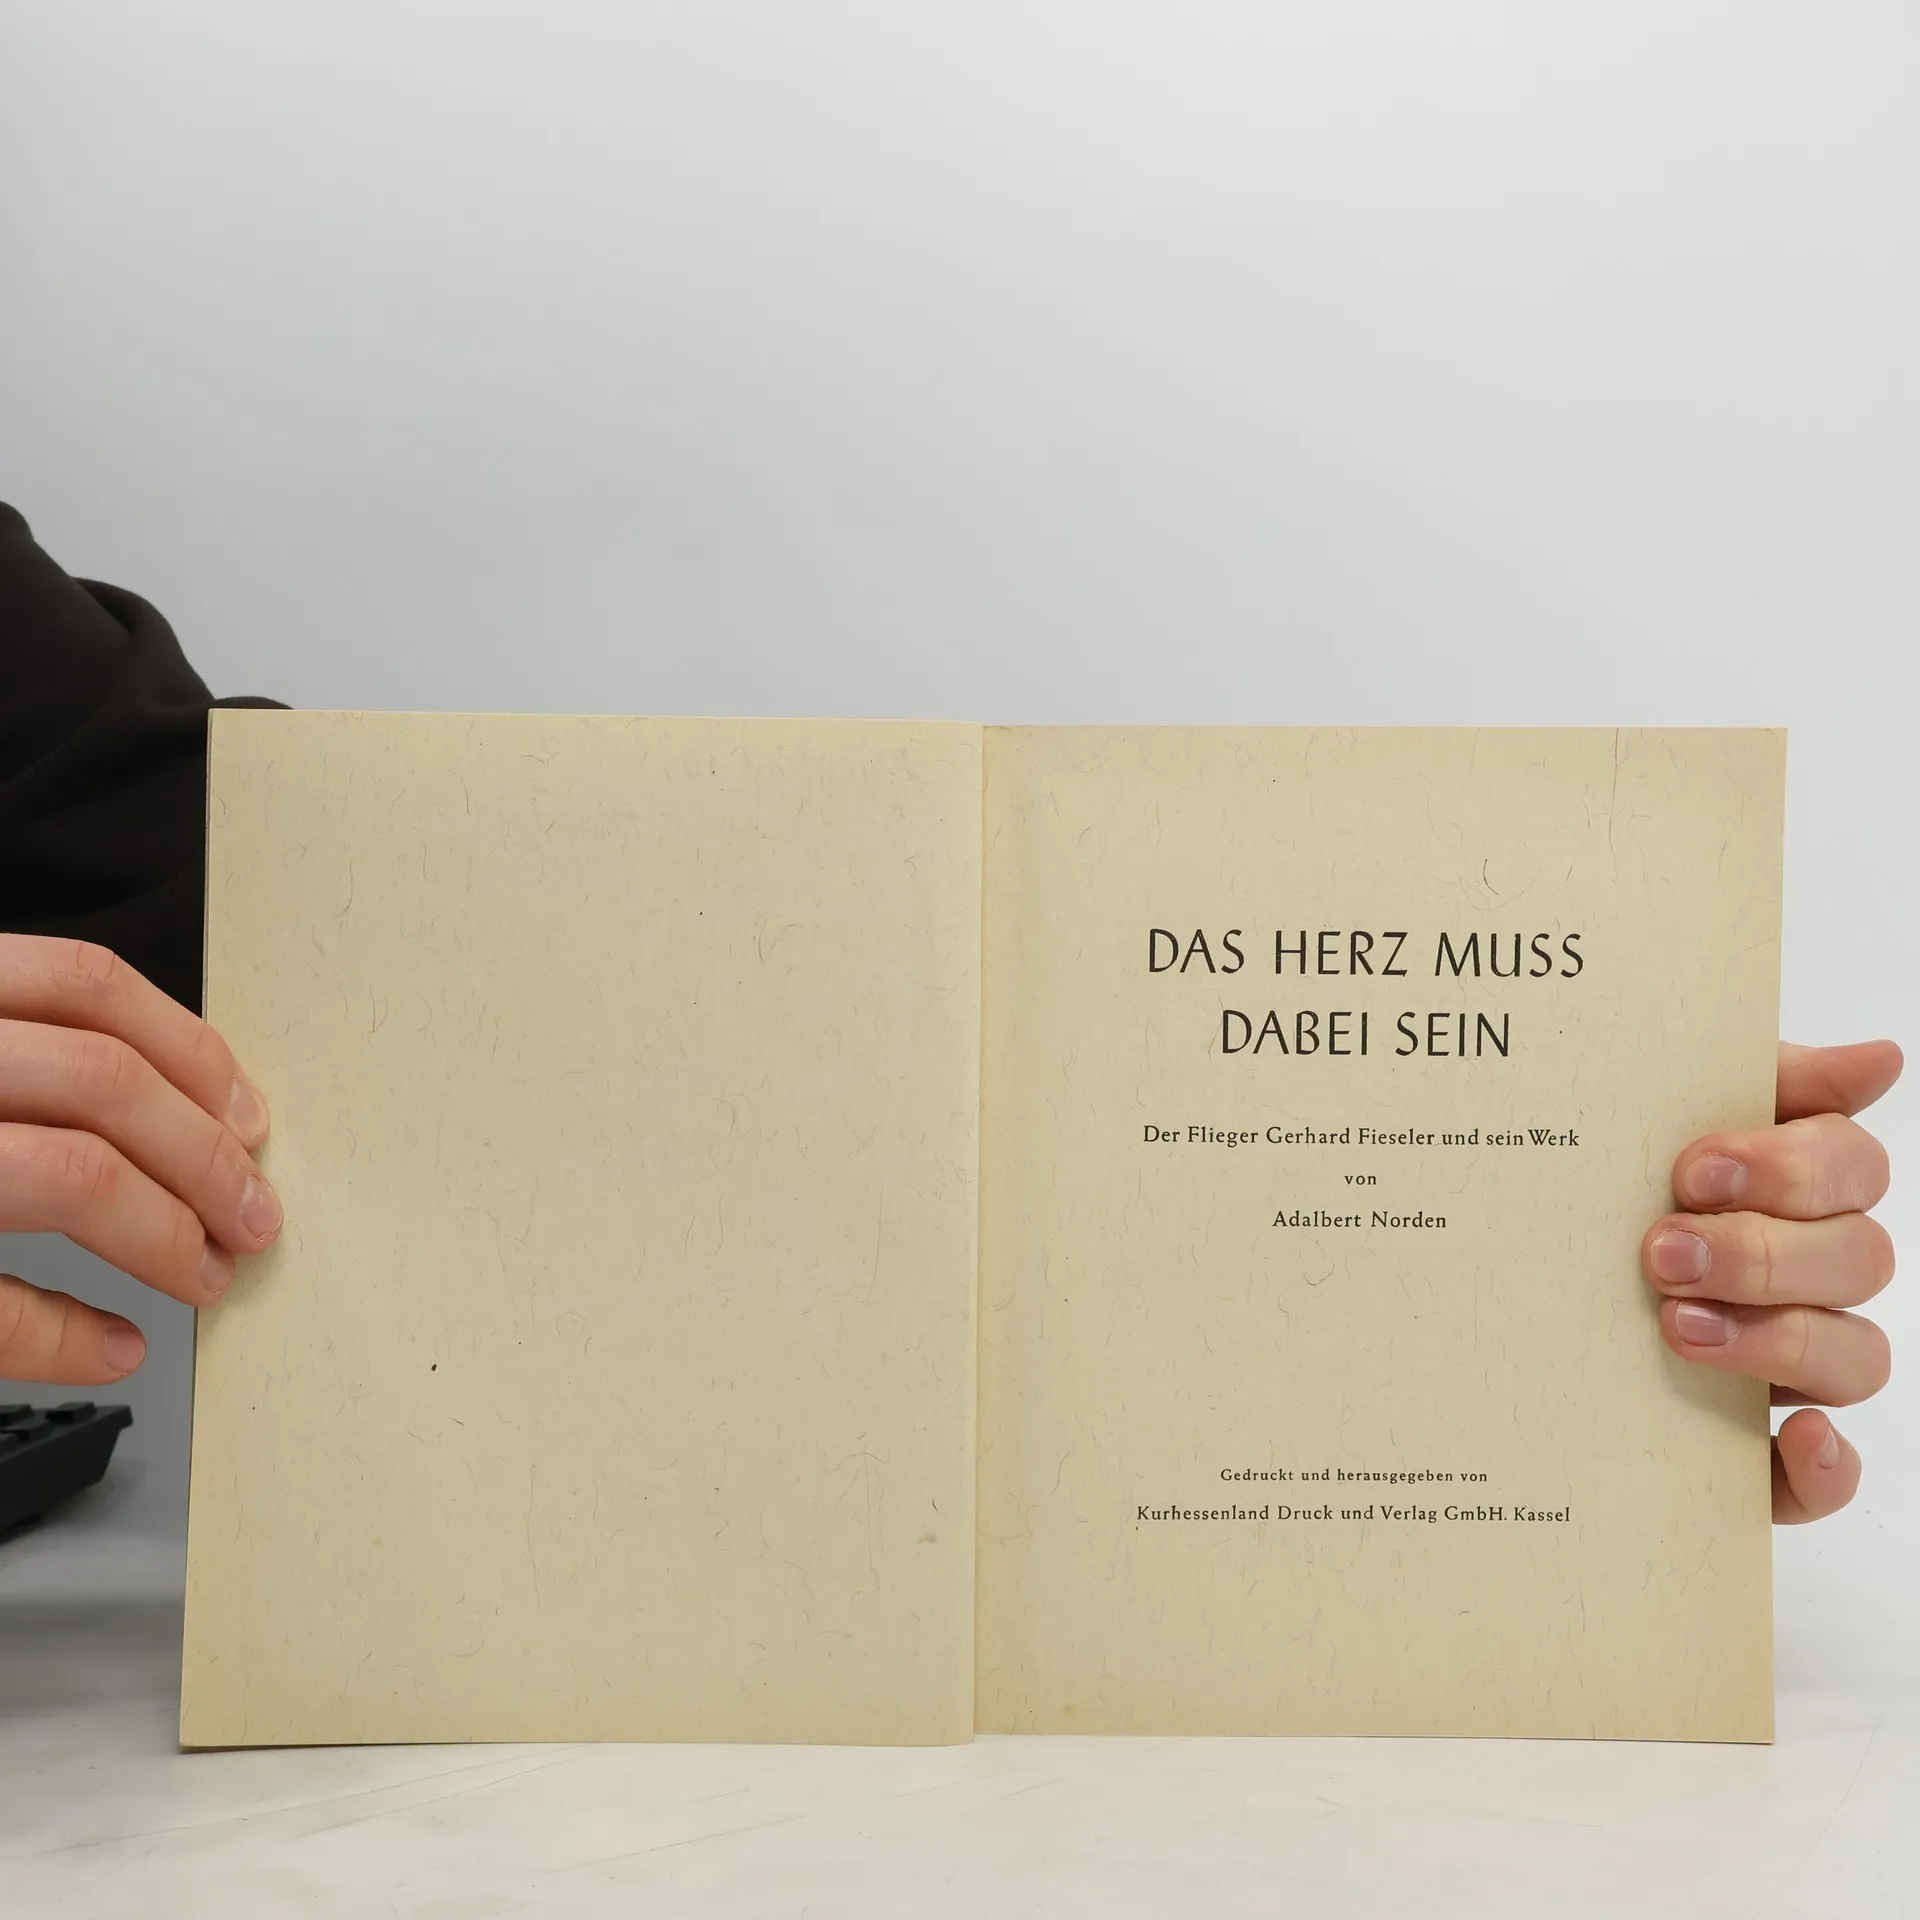 DAS HERZ MUSS
DABEI SEIN
Der Flieger Gerhard Fieseler und sein Werk
von
Adalbert Norden
Gedruckt und herausgegeben von
Kurhessenland Druck und Verlag GmbH. Kassel